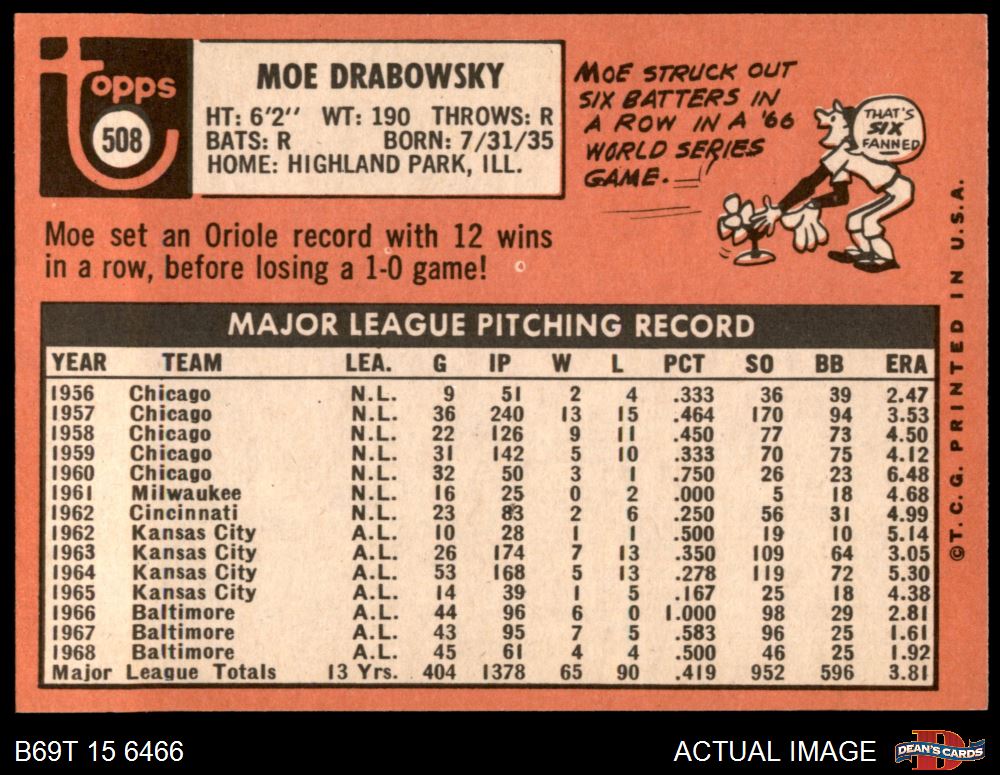 Topps
508
MOE DRABOWSKY
HT: 6'2" WT: 190 THROWS: R
BATS: R BORN: 7/31/35
HOME: HIGHLAND PARK, ILL.
MOE STRUCK OUT
SIX BATTERS IN
A ROW IN A '66
WORLD SERIES
GAME.
THAT'S
SIX
FANNED
Moe set an Oriole record with 12 wins
in a row, before losing a 1-0 game!
MAJOR LEAGUE PITCHING RECORD
YEAR TEAM LEA. G IP W L PCT SO BB ERA
1956 Chicago N.L. 9 51 2 4 .333 36 39 2.47
1957 Chicago N.L. 36 240 13 15 .464 170 94 3.53
1958 Chicago N.L. 22 126 9 11 .450 77 73 4.50
1959 Chicago N.L. 31 142 5 10 .333 70 75 4.12
1960 Chicago N.L. 32 50 3 1 .750 26 23 6.48
1961 Milwaukee N.L. 16 25 0 2 .000 5 18 4.68
1962 Cincinnati N.L. 23 83 2 6 .250 56 31 4.99
1962 Kansas City A.L. 10 28 1 1 .500 19 10 5.14
1963 Kansas City A.L. 26 174 7 13 .350 109 64 3.05
1964 Kansas City A.L. 53 168 5 13 .278 119 72 5.30
1965 Kansas City A.L. 14 39 1 5 .167 25 18 4.38
1966 Baltimore A.L. 44 96 6 0 1.000 98 29 2.81
1967 Baltimore A.L. 43 95 7 5 .583 96 25 1.61
1968 Baltimore A.L. 45 61 4 4 .500 46 25 1.92
Major League Totals 13 Yrs. 404 1378 65 90 .419 952 596 3.81
©T.C.G. PRINTED IN U.S.A.
B69T 15 6466
ACTUAL IMAGE
D
DEAN'S CARDS